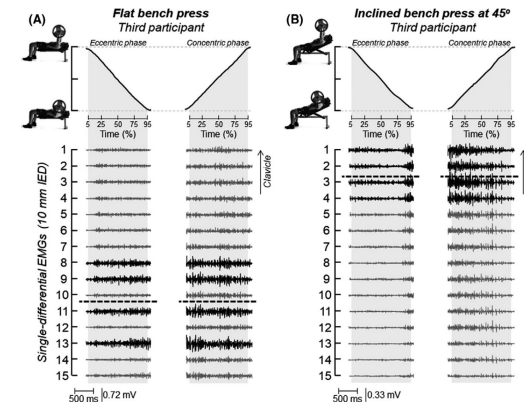 (A) Flat bench press
Third participant
Eccentric phase Concentric phase
5 25 50 75 95 5 25 50 75 95
Time (%) Time (%)
Single-differential EMGs (10 mm IED)
1
2
3
4
5
6
7
8
9
10
11
12
13
14
15
Clavicle
500 ms 0.72 mV
(B) Inclined bench press at 45º
Third participant
Eccentric phase Concentric phase
5 25 50 75 95 5 25 50 75 95
Time (%) Time (%)
1
2
3
4
5
6
7
8
9
10
11
12
13
14
15
500 ms 0.33 mV